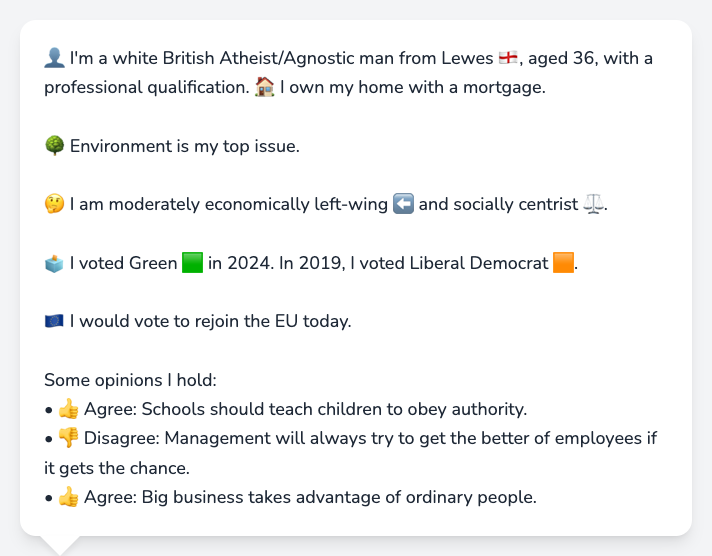 👤 I'm a white British Atheist/Agnostic man from Lewes 🏴󠁧󠁢󠁥󠁮󠁧󠁿, aged 36, with a
professional qualification. 🏠 I own my home with a mortgage.
🌳 Environment is my top issue.
🤔 I am moderately economically left-wing ⬅️ and socially centrist ⚖️.
🗳️ I voted Green 🟩 in 2024. In 2019, I voted Liberal Democrat 🟧.
🇪🇺 I would vote to rejoin the EU today.
Some opinions I hold:
• 👍 Agree: Schools should teach children to obey authority.
• 👎 Disagree: Management will always try to get the better of employees if
it gets the chance.
• 👍 Agree: Big business takes advantage of ordinary people.